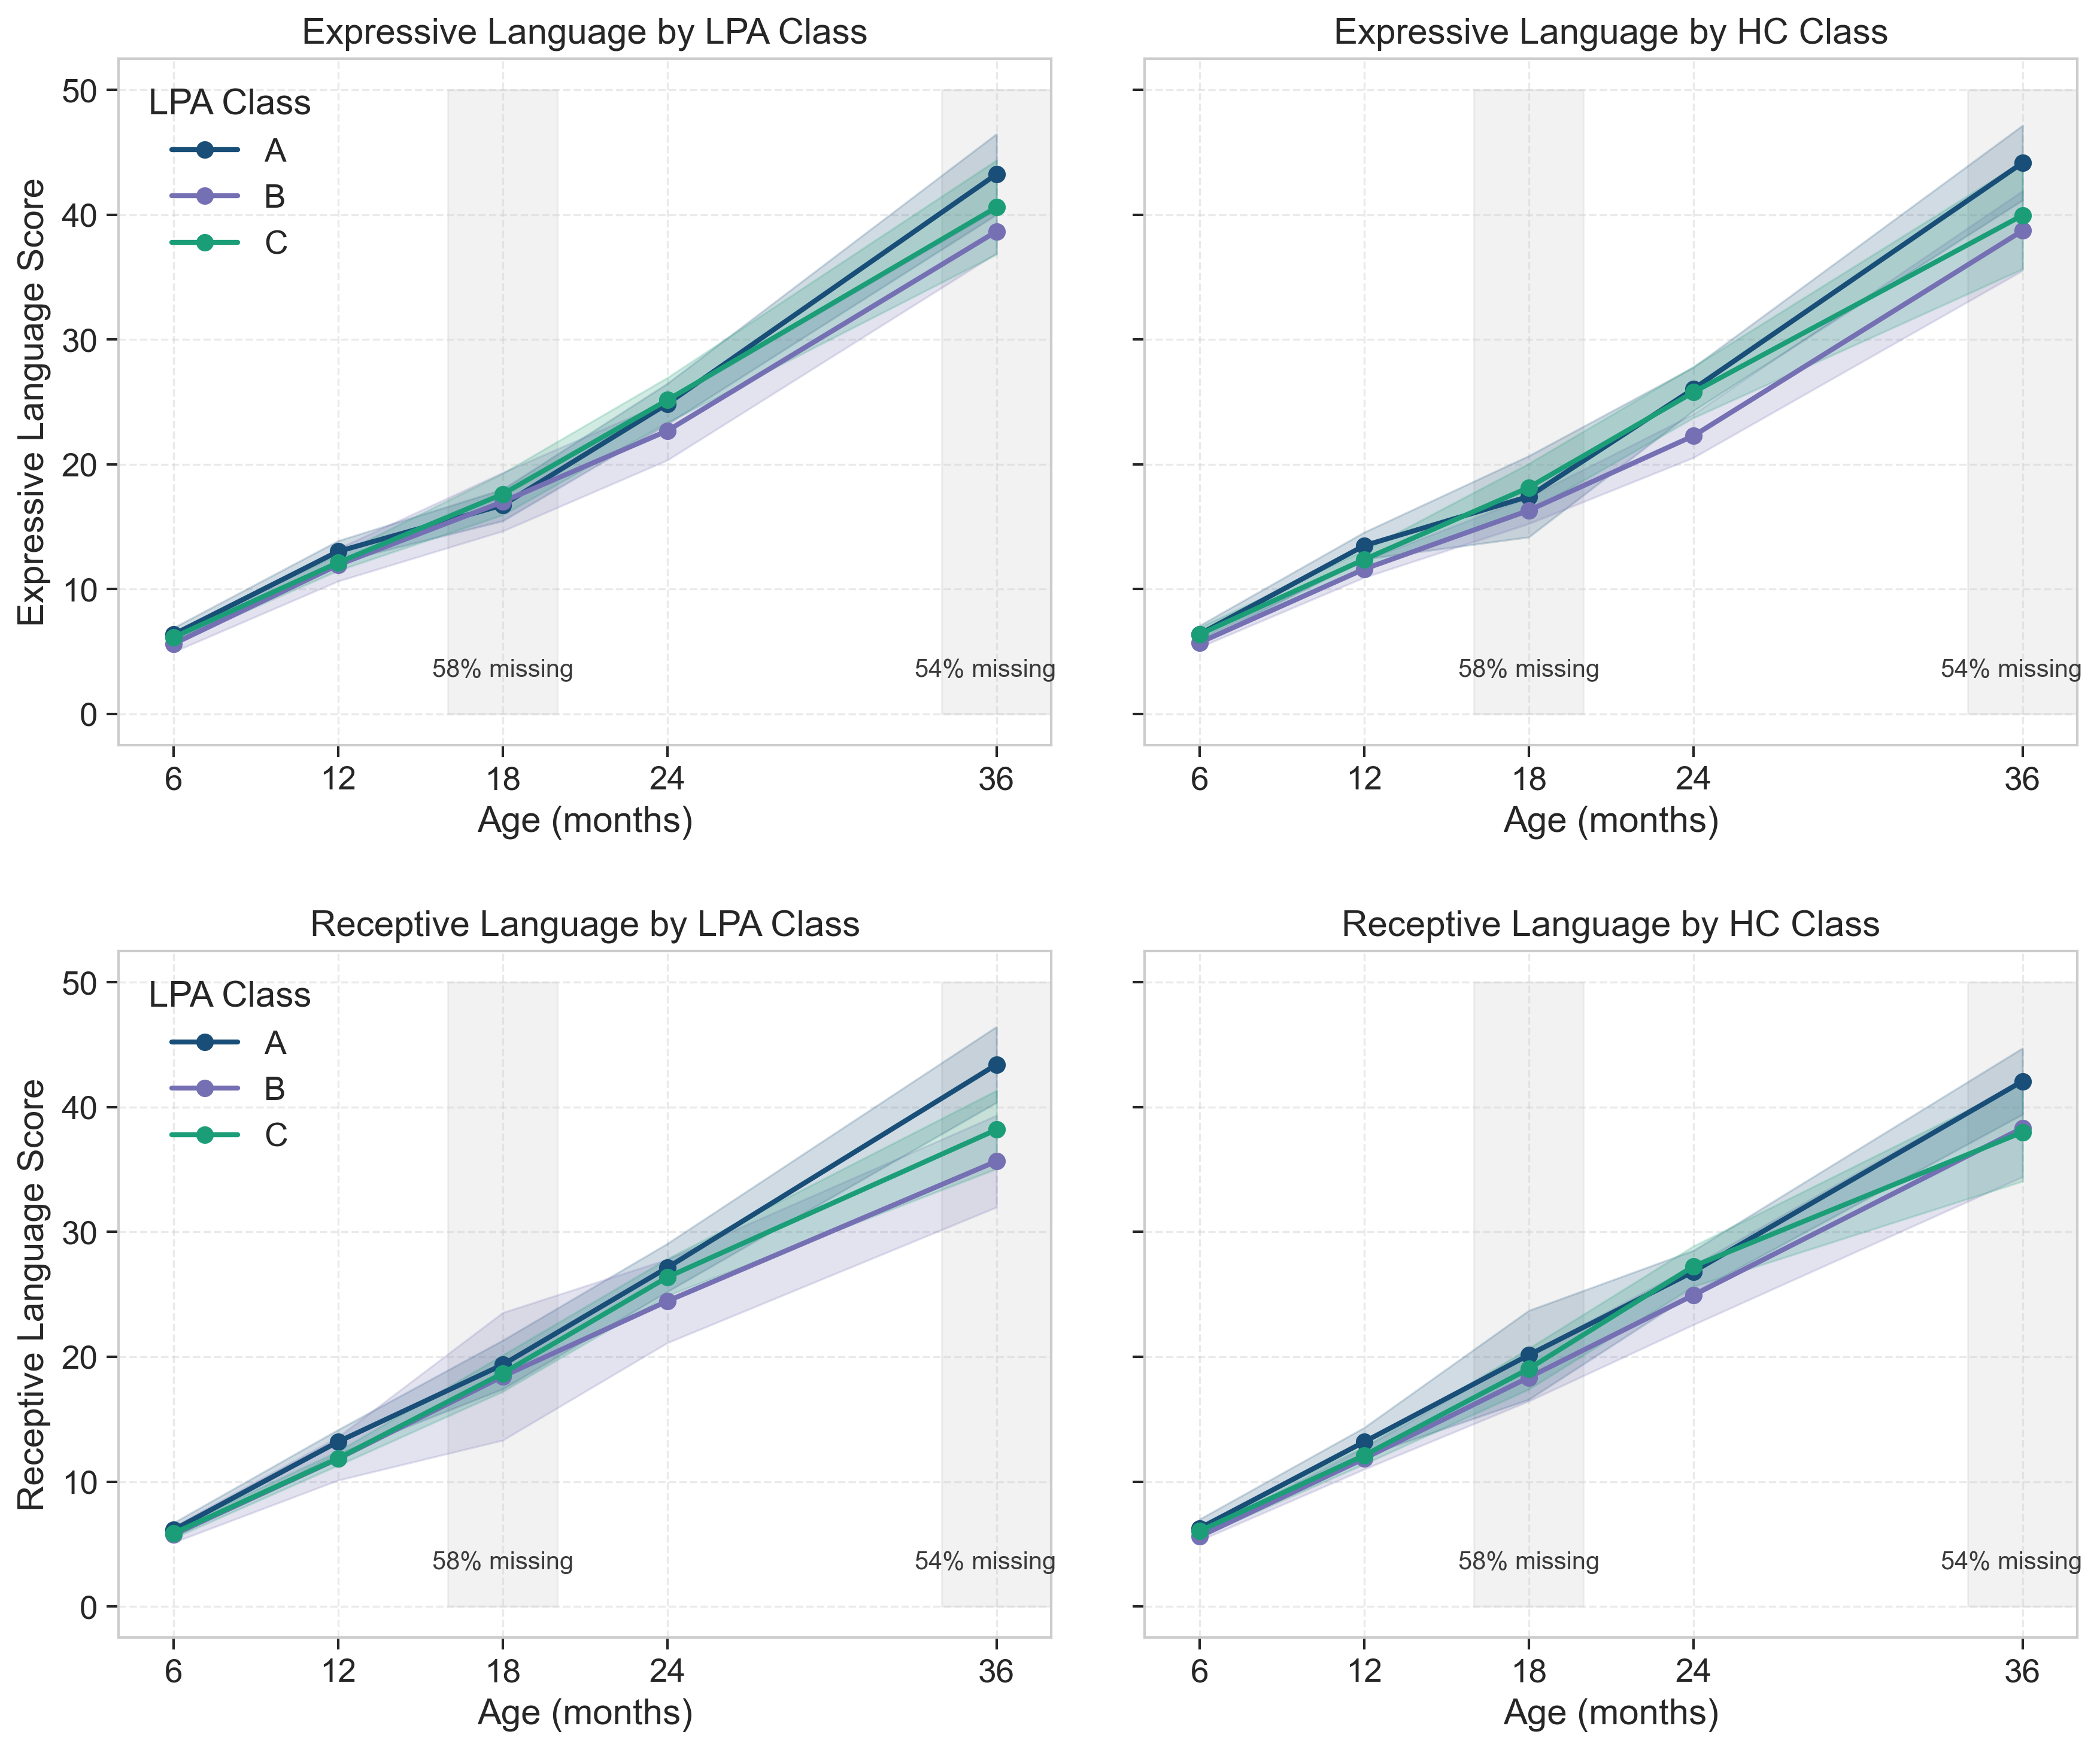 Expressive Language by LPA Class
Expressive Language Score
50
40
30
20
10
0
LPA Class
A
B
C
58% missing
54% missing
6 12 18 24 36
Age (months)
Expressive Language by HC Class
58% missing
54% missing
6 12 18 24 36
Age (months)
Receptive Language by LPA Class
Receptive Language Score
50
40
30
20
10
0
LPA Class
A
B
C
58% missing
54% missing
6 12 18 24 36
Age (months)
Receptive Language by HC Class
58% missing
54% missing
6 12 18 24 36
Age (months)